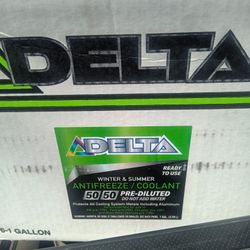 DELTA
DELTA
READY
TO USE
WINTER & SUMMER
ANTIFREEZE / COOLANT
50/50 PRE-DILUTED
DO NOT ADD WATER
Protects All Cooling System Metals Including Aluminum
6-1 GALLON